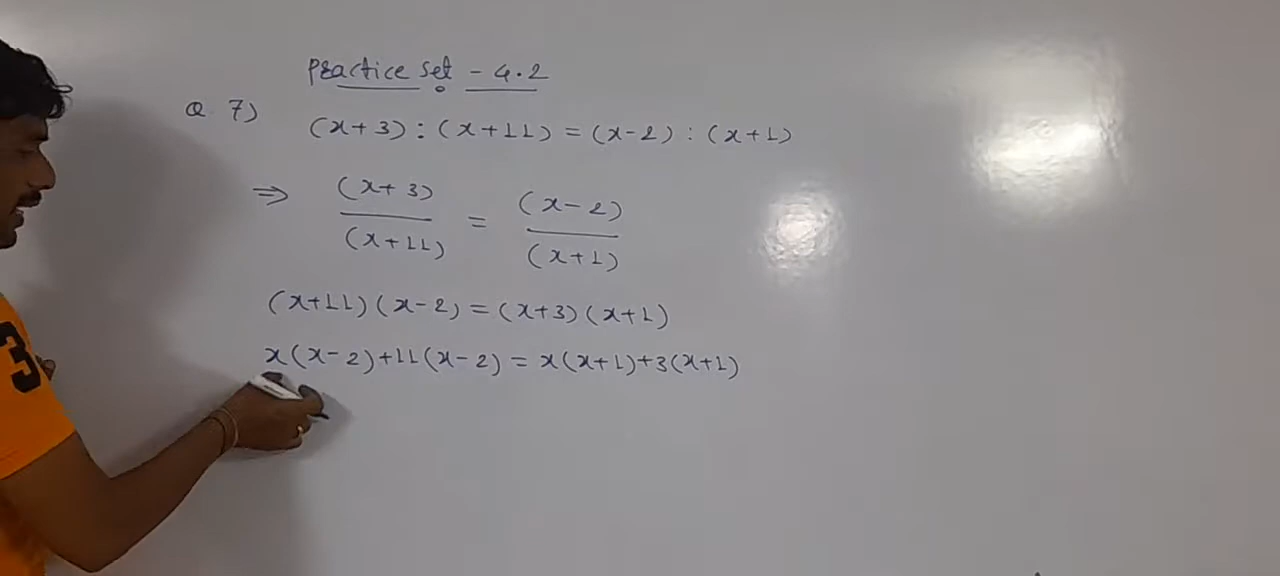 Practice Set - 4.2
Q. 7)
(x+3) : (x+11) = (x-2) : (x+1)
⇒ (x+3)/(x+11) = (x-2)/(x+1)
(x+11)(x-2) = (x+3)(x+1)
x(x-2)+11(x-2) = x(x+1)+3(x+1)
3